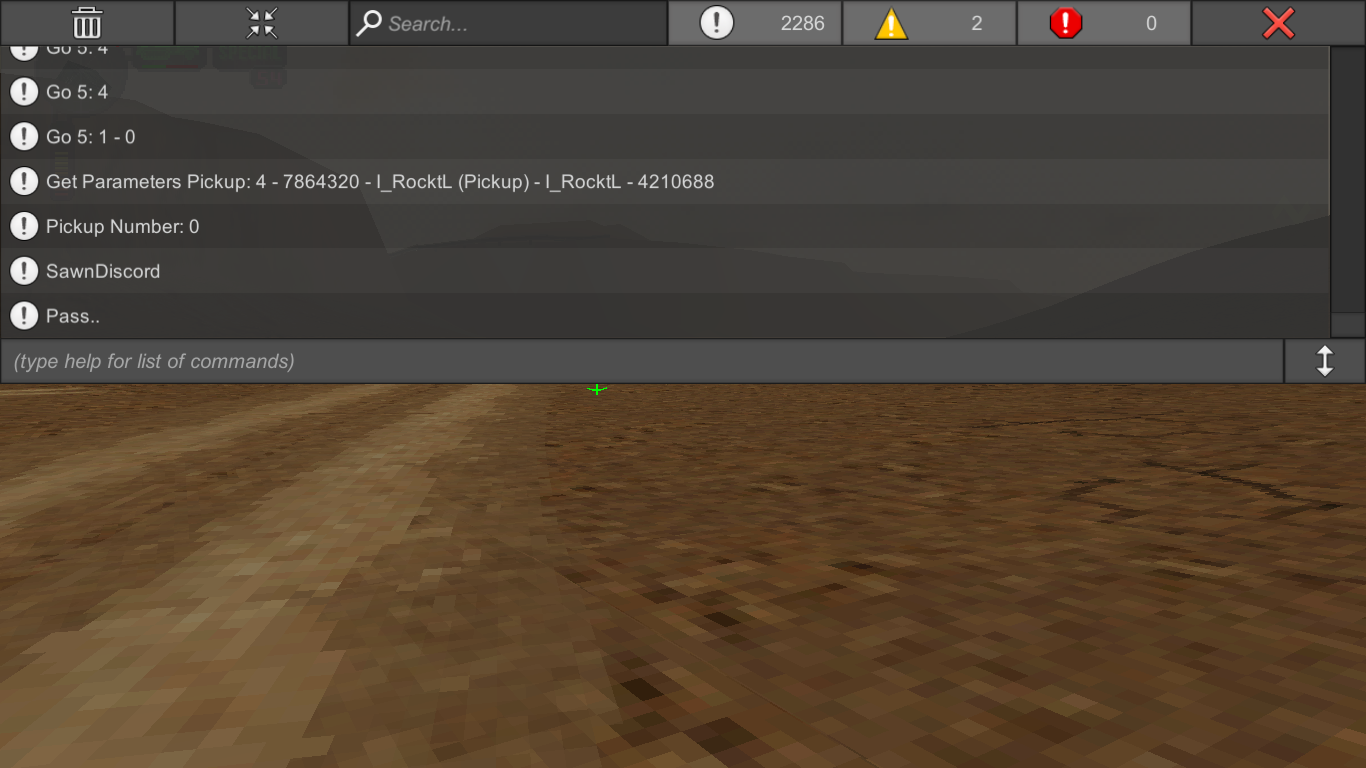 Search...
2286
2
0
Go 5: 4
Go 5: 4
Go 5: 1 - 0
Get Parameters Pickup: 4 - 7864320 - I_RocktL (Pickup) - I_RocktL - 4210688
Pickup Number: 0
SawnDiscord
Pass..
(type help for list of commands)